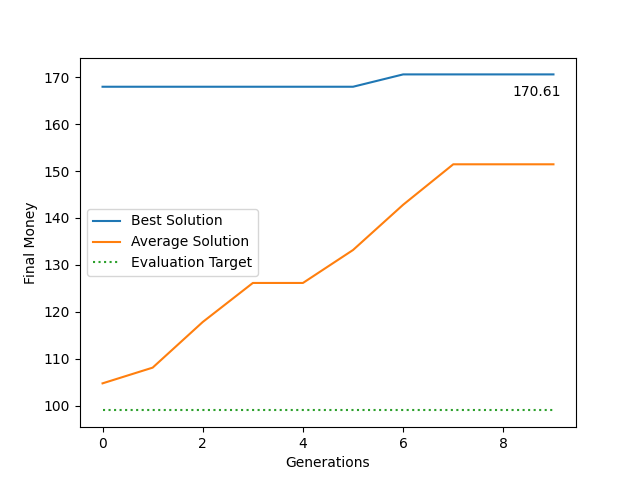 170
160
150
140
130
120
110
100
Final Money
170.61
Best Solution
Average Solution
Evaluation Target
0
2
4
6
8
Generations